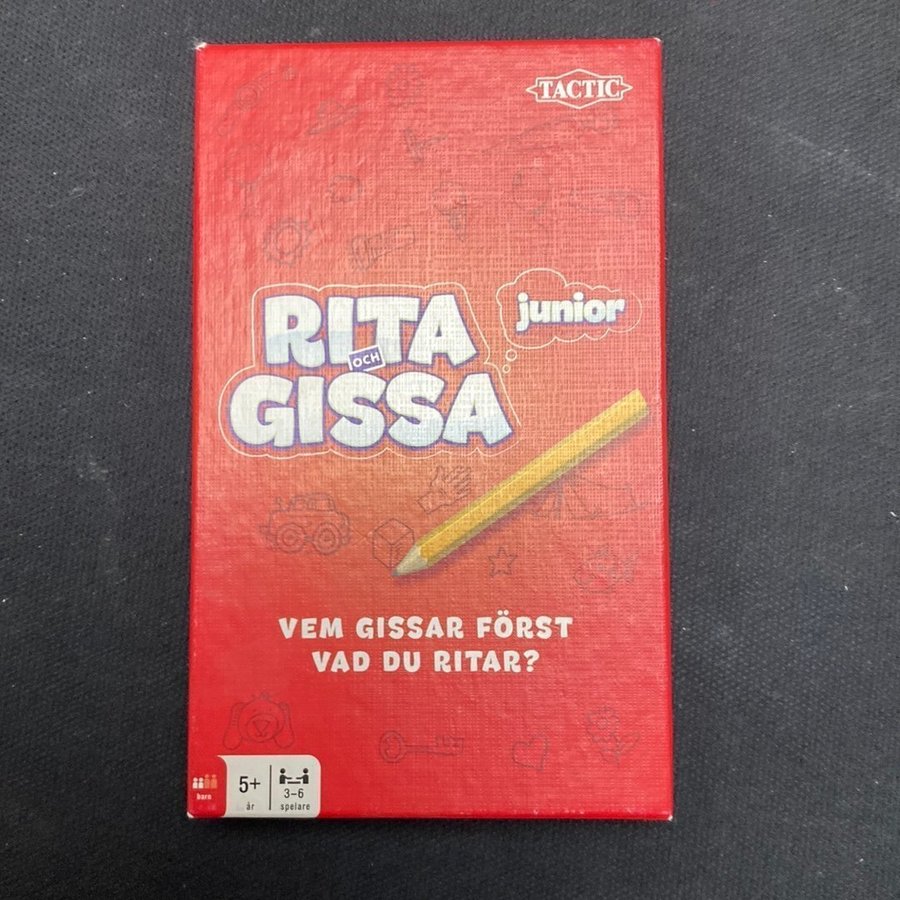 TACTIC
junior
RITA
OCH
GISSA
VEM GISSAR FÖRST
VAD DU RITAR?
barn
5+
år
3-6
spelare